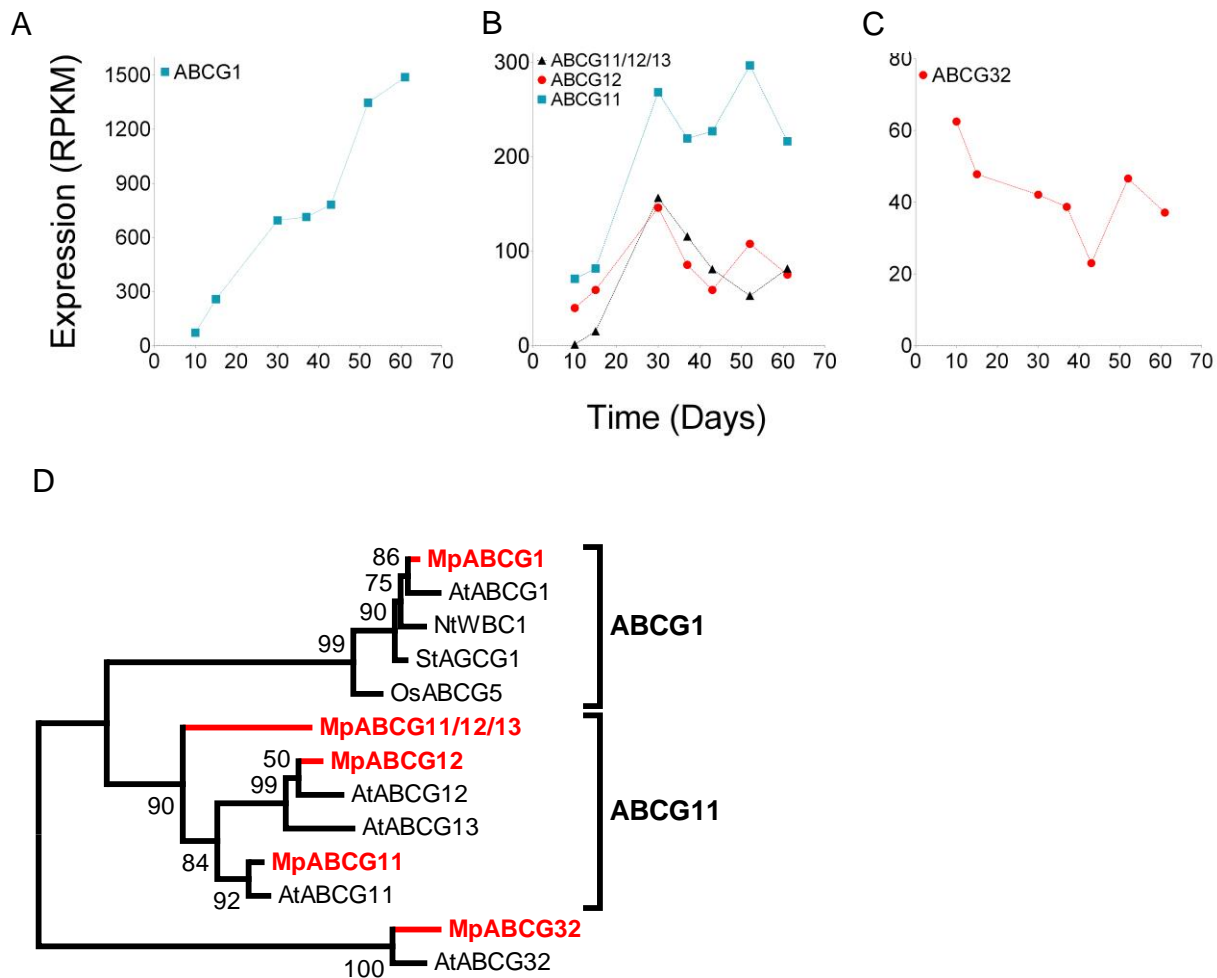 A
B
C
ABCG1
ABCG11/12/13
ABCG12
ABCG11
ABCG32
Expression (RPKM)
1500
1200
900
600
300
0
0 10 20 30 40 50 60 70
300
200
100
0
0 10 20 30 40 50 60 70
80
60
40
20
0
0 10 20 30 40 50 60 70
Time (Days)
D
86 MpABCG1
75 AtABCG1
90 NtWBC1
99 StAGCG1
OsABCG5
ABCG1
MpABCG11/12/13
50 MpABCG12
99 AtABCG12
90 AtABCG13
84 MpABCG11
92 AtABCG11
ABCG11
MpABCG32
100 AtABCG32